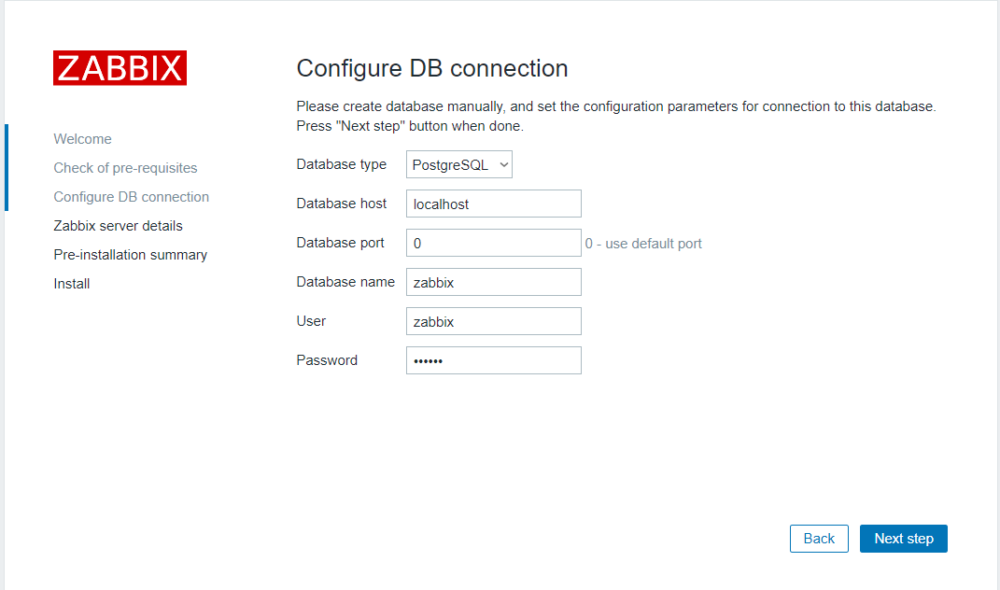 ZABBIX
Welcome
Check of pre-requisites
Configure DB connection
Zabbix server details
Pre-installation summary
Install
Configure DB connection
Please create database manually, and set the configuration parameters for connection to this database.
Press "Next step" button when done.
Database type PostgreSQL
Database host localhost
Database port 0 0 - use default port
Database name zabbix
User zabbix
Password ••••••
Back Next step